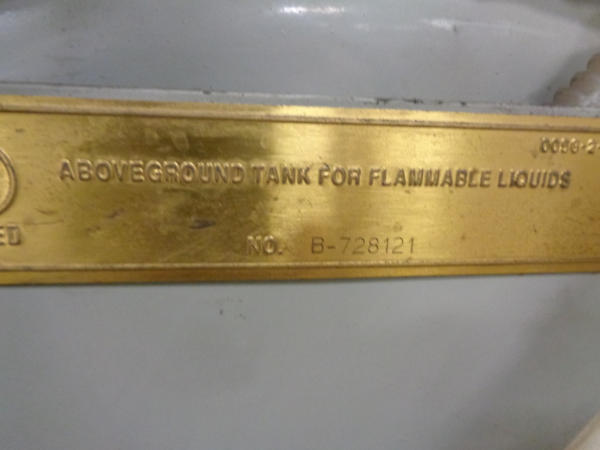 ABOVEGROUND TANK FOR FLAMMABLE LIQUIDS
NO. B-728121